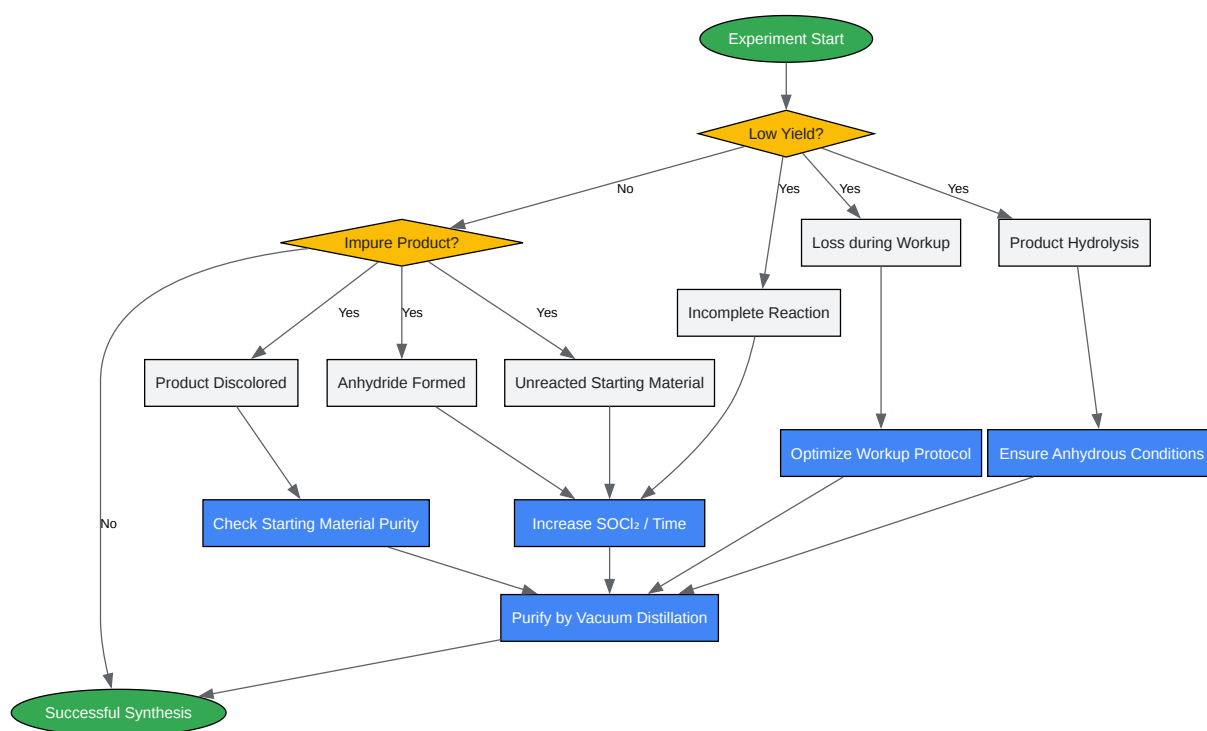 Experiment Start
Low Yield?
No
Yes
Yes
Yes
Impure Product?
Loss during Workup
Product Hydrolysis
Incomplete Reaction
Yes
Yes
Yes
Product Discolored
Anhydride Formed
Unreacted Starting Material
Optimize Workup Protocol
Ensure Anhydrous Conditions
No
Check Starting Material Purity
Increase SOCl₂ / Time
Purify by Vacuum Distillation
Successful Synthesis